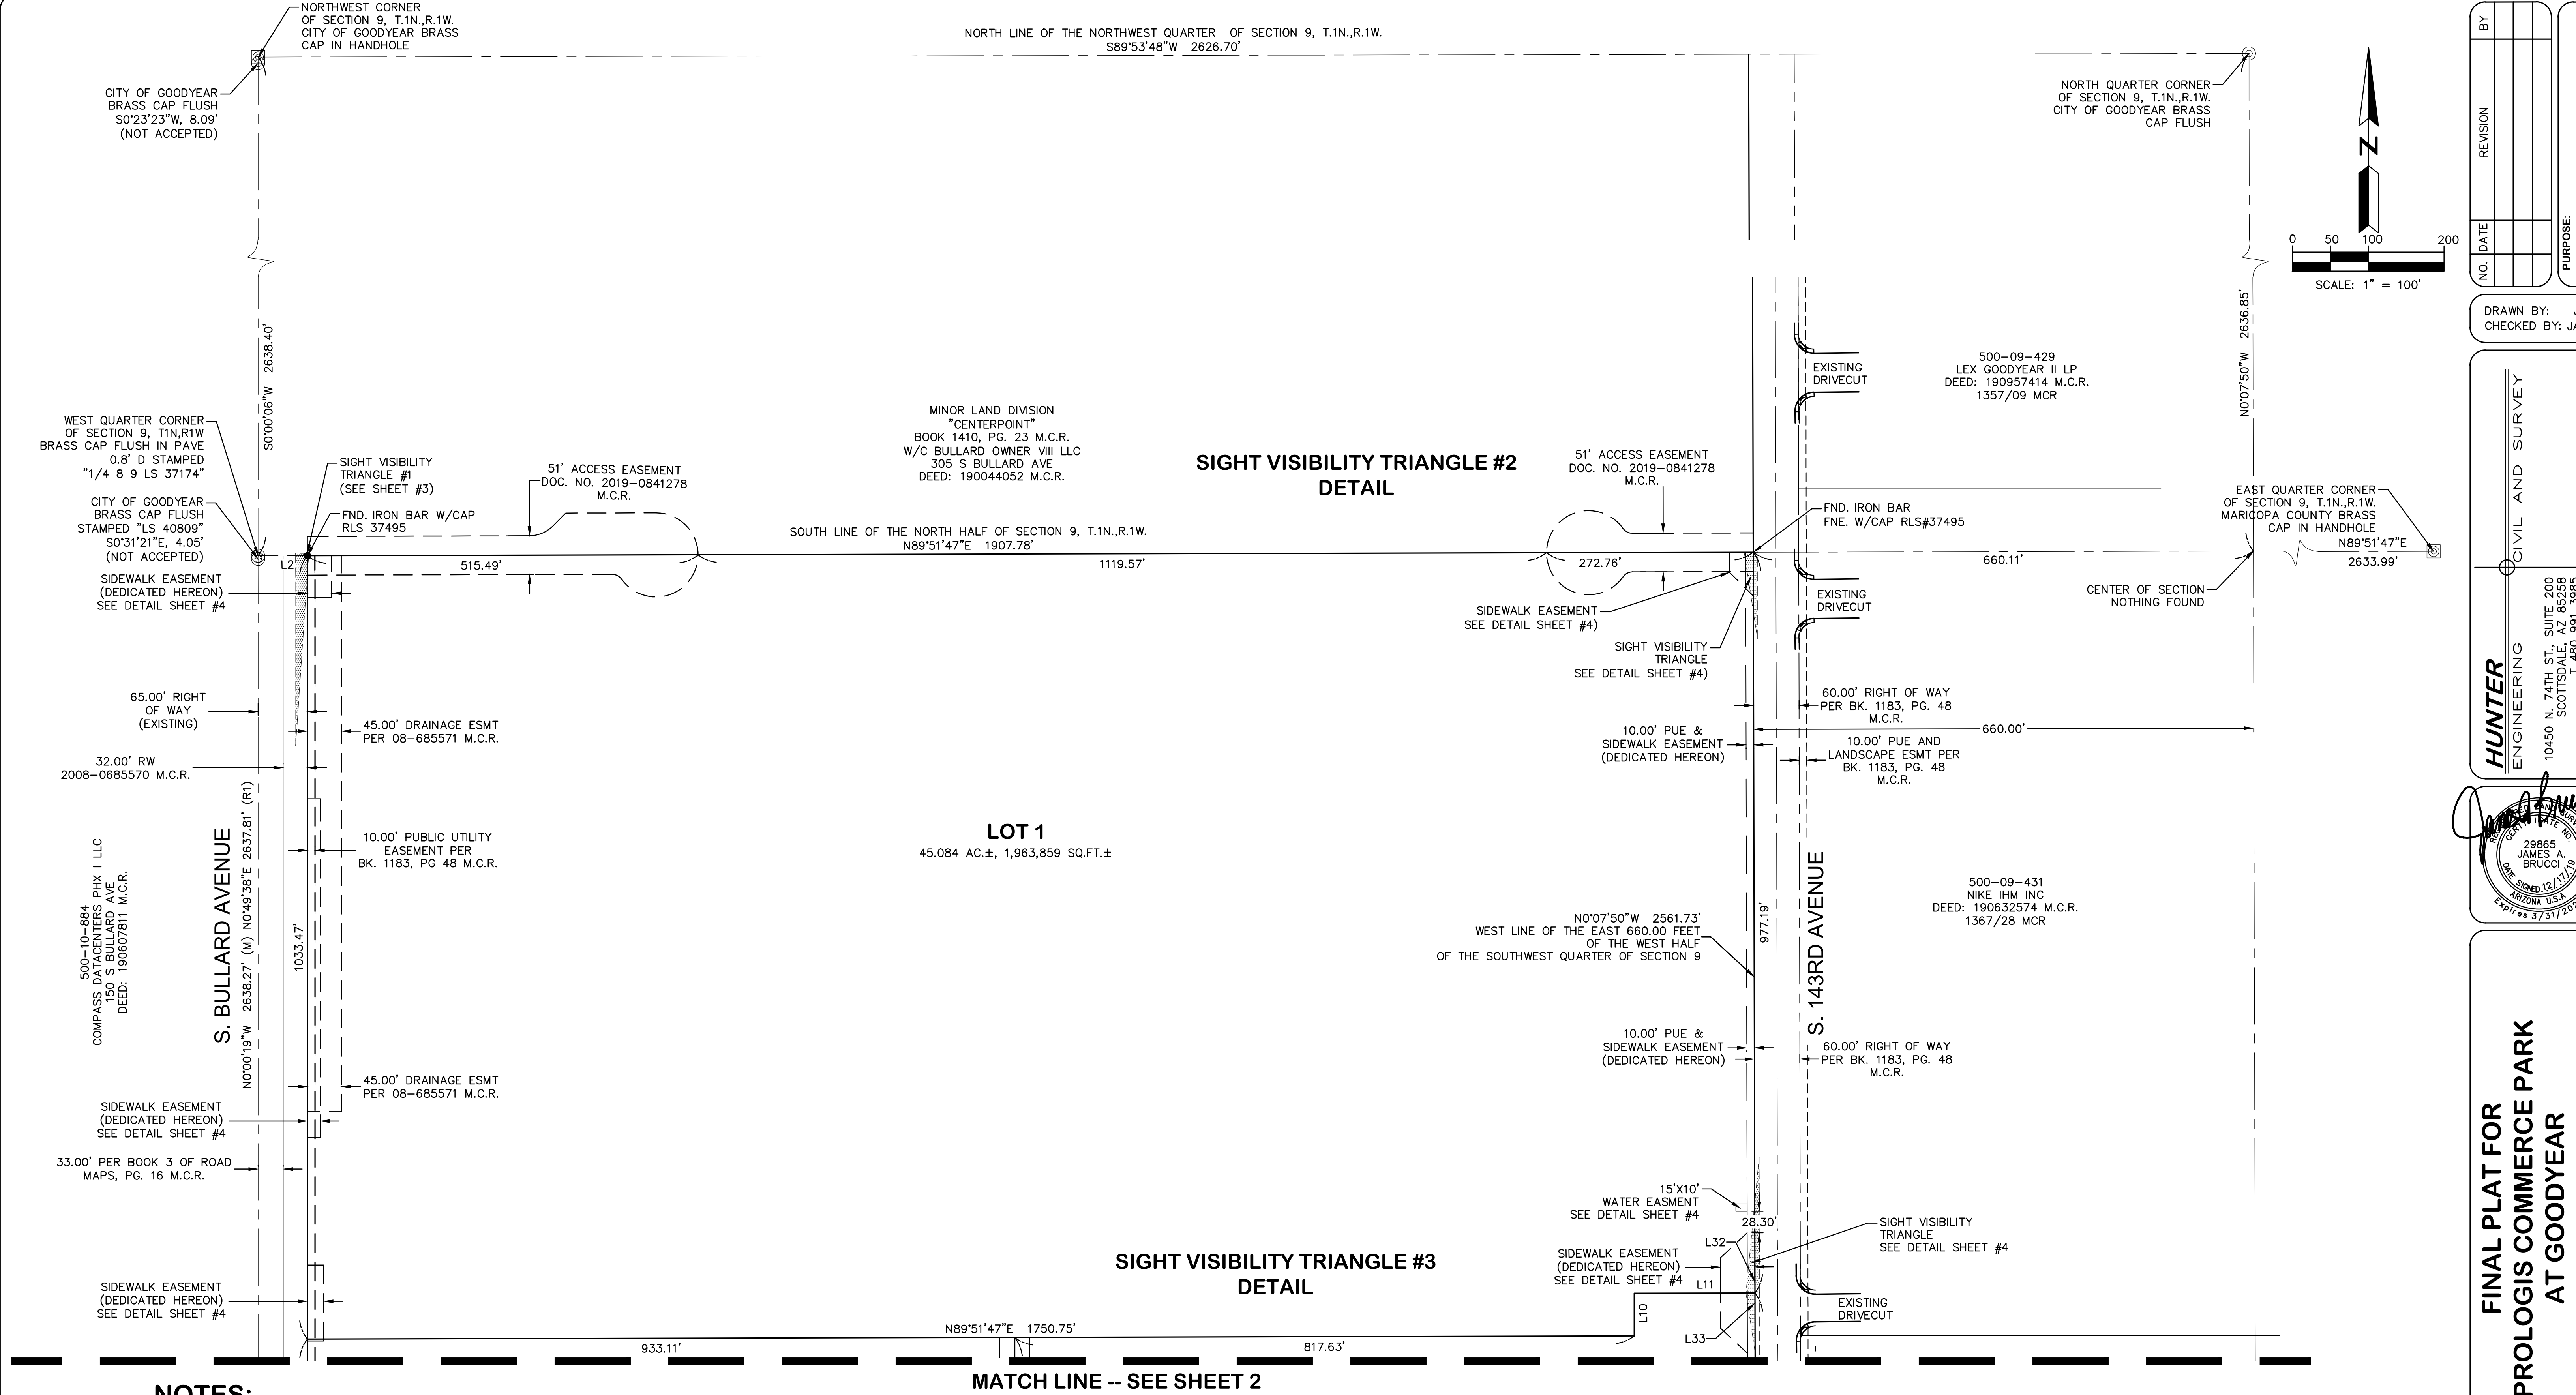 NORTHWEST CORNER
OF SECTION 9, T.1N.,R.1W.
CITY OF GOODYEAR BRASS
CAP IN HANDHOLE
NORTH LINE OF THE NORTHWEST QUARTER OF SECTION 9, T.1N.,R.1W.
S89°53'48"W 2626.70'
CITY OF GOODYEAR
BRASS CAP FLUSH
S0°23'23"W, 8.09'
(NOT ACCEPTED)
NORTH QUARTER CORNER
OF SECTION 9, T.1N.,R.1W.
CITY OF GOODYEAR BRASS
CAP FLUSH
Z
0 50 100 200
SCALE: 1" = 100'
S0°00'06"W 2638.40'
N0°07'50"W 2636.85'
WEST QUARTER CORNER
OF SECTION 9, T1N,R1W
BRASS CAP FLUSH IN PAVE
0.8' D STAMPED
"1/4 8 9 LS 37174"
CITY OF GOODYEAR
BRASS CAP FLUSH
STAMPED "LS 40809"
S0°31'21"E, 4.05'
(NOT ACCEPTED)
SIGHT VISIBILITY
TRIANGLE #1
(SEE SHEET #3)
FND. IRON BAR W/CAP
RLS 37495
51' ACCESS EASEMENT
DOC. NO. 2019-0841278
M.C.R.
MINOR LAND DIVISION
"CENTERPOINT"
BOOK 1410, PG. 23 M.C.R.
W/C BULLARD OWNER VIII LLC
305 S BULLARD AVE
DEED: 190044052 M.C.R.
SIGHT VISIBILITY TRIANGLE #2
DETAIL
51' ACCESS EASEMENT
DOC. NO. 2019-0841278
M.C.R.
EXISTING
DRIVECUT
500-09-429
LEX GOODYEAR II LP
DEED: 190957414 M.C.R.
1357/09 MCR
FND. IRON BAR
FNE. W/CAP RLS#37495
EAST QUARTER CORNER
OF SECTION 9, T.1N.,R.1W.
MARICOPA COUNTY BRASS
CAP IN HANDHOLE
N89°51'47"E
2633.99'
SOUTH LINE OF THE NORTH HALF OF SECTION 9, T.1N.,R.1W.
N89°51'47"E 1907.78'
L2
515.49'
1119.57'
272.76'
660.11'
CENTER OF SECTION
NOTHING FOUND
SIDEWALK EASEMENT
(DEDICATED HEREON)
SEE DETAIL SHEET #4
SIDEWALK EASEMENT
SEE DETAIL SHEET #4)
SIGHT VISIBILITY
TRIANGLE
SEE DETAIL SHEET #4)
EXISTING
DRIVECUT
65.00' RIGHT
OF WAY
(EXISTING)
45.00' DRAINAGE ESMT
PER 08-685571 M.C.R.
32.00' RW
2008-0685570 M.C.R.
10.00' PUE &
SIDEWALK EASEMENT
(DEDICATED HEREON)
60.00' RIGHT OF WAY
PER BK. 1183, PG. 48
M.C.R.
660.00'
10.00' PUE AND
LANDSCAPE ESMT PER
BK. 1183, PG. 48
M.C.R.
500-10-884
COMPASS DATACENTERS PHX I LLC
150 S BULLARD AVE
DEED: 190607811 M.C.R.
S. BULLARD AVENUE
N0°00'19"W 2638.27' (M) N0°49'38"E 2637.81' (R1)
1033.47'
10.00' PUBLIC UTILITY
EASEMENT PER
BK. 1183, PG 48 M.C.R.
LOT 1
45.084 AC.±, 1,963,859 SQ.FT.±
N0°07'50"W 2561.73'
WEST LINE OF THE EAST 660.00 FEET
OF THE WEST HALF
OF THE SOUTHWEST QUARTER OF SECTION 9
977.19'
S. 143RD AVENUE
500-09-431
NIKE IHM INC
DEED: 190632574 M.C.R.
1367/28 MCR
10.00' PUE &
SIDEWALK EASEMENT
(DEDICATED HEREON)
60.00' RIGHT OF WAY
PER BK. 1183, PG. 48
M.C.R.
45.00' DRAINAGE ESMT
PER 08-685571 M.C.R.
SIDEWALK EASEMENT
(DEDICATED HEREON)
SEE DETAIL SHEET #4
33.00' PER BOOK 3 OF ROAD
MAPS, PG. 16 M.C.R.
15'X10'
WATER EASMENT
SEE DETAIL SHEET #4
28.30'
SIGHT VISIBILITY
TRIANGLE
SEE DETAIL SHEET #4
L32
SIDEWALK EASEMENT
(DEDICATED HEREON)
SEE DETAIL SHEET #4
L11
L10
L33
EXISTING
DRIVECUT
SIGHT VISIBILITY TRIANGLE #3
DETAIL
SIDEWALK EASEMENT
(DEDICATED HEREON)
SEE DETAIL SHEET #4
N89°51'47"E 1750.75'
933.11'
817.63'
MATCH LINE -- SEE SHEET 2
NOTES:
NO. DATE REVISION BY
PURPOSE:
DRAWN BY:
CHECKED BY:
HUNTER
ENGINEERING
CIVIL AND SURVEY
10450 N. 74TH ST., SUITE 200
SCOTTSDALE, AZ 85258
T 480 991 3985
29865
JAMES A.
BRUCCI
DATE SIGNED 12/17/19
ARIZONA U.S.A
FINAL PLAT FOR
PROLOGIS COMMERCE PARK
AT GOODYEAR